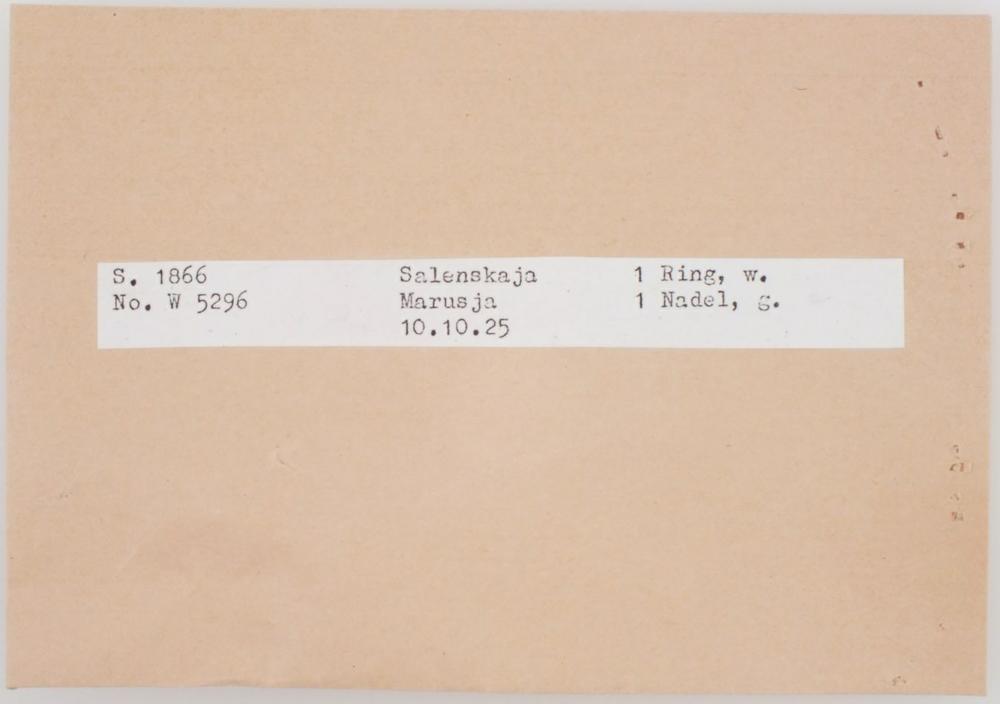 S. 1866
No. W 5296
Salenskaja
Marusja
10.10.25
1 Ring, w.
1 Nadel, g.